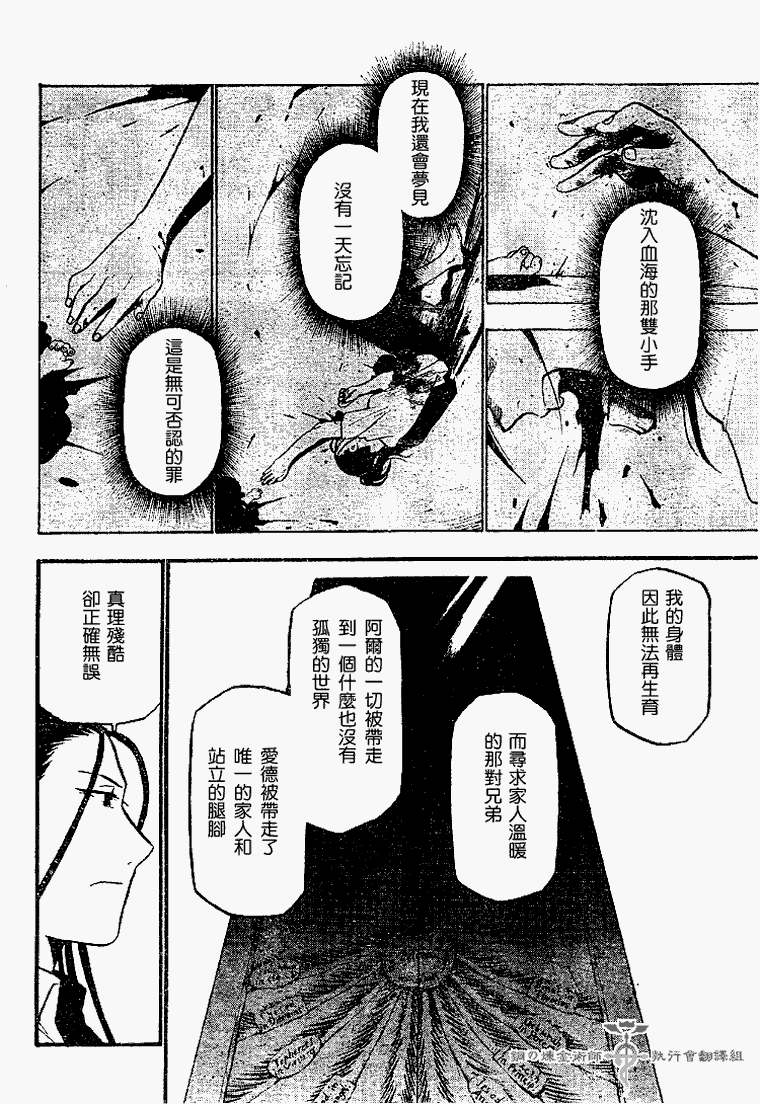 沈入血海的那雙小手
現在我還會夢見
沒有一天忘記
這是無可否認的罪
我的身體
因此無法再生育
而尋求家人溫暖
的那對兄弟
阿爾的一切被帶走
到一個什麼也沒有
孤獨的世界
愛德被帶走了
唯一的家人和
站立的腿腳
真理殘酷
卻正確無誤
鋼の煉金術師
執行會翻譯組